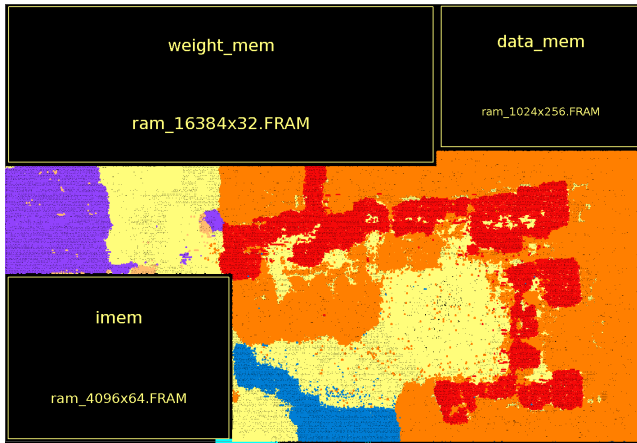 weight_mem
ram_16384x32.FRAM
data_mem
ram_1024x256.FRAM
imem
ram_4096x64.FRAM